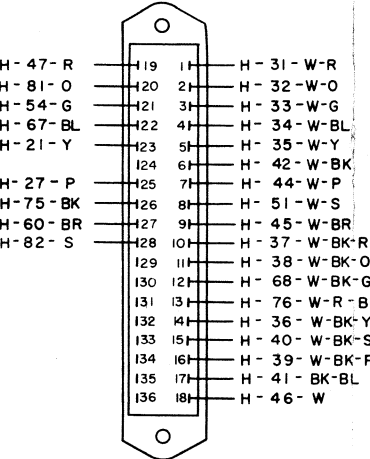 H-47-R 19 1 H-31-W-R
H-81-O 20 2 H-32-W-O
H-54-G 21 3 H-33-W-G
H-67-BL 22 4 H-34-W-BL
H-21-Y 23 5 H-35-W-Y
24 6 H-42-W-BK
H-27-P 25 7 H-44-W-P
H-75-BK 26 8 H-51-W-S
H-60-BR 27 9 H-45-W-BR
H-82-S 28 10 H-37-W-BK-R
29 11 H-38-W-BK-O
30 12 H-68-W-BK-G
31 13 H-76-W-R-B
32 14 H-36-W-BK-Y
33 15 H-40-W-BK-S
34 16 H-39-W-BK-P
35 17 H-41-BK-BL
36 18 H-46-W